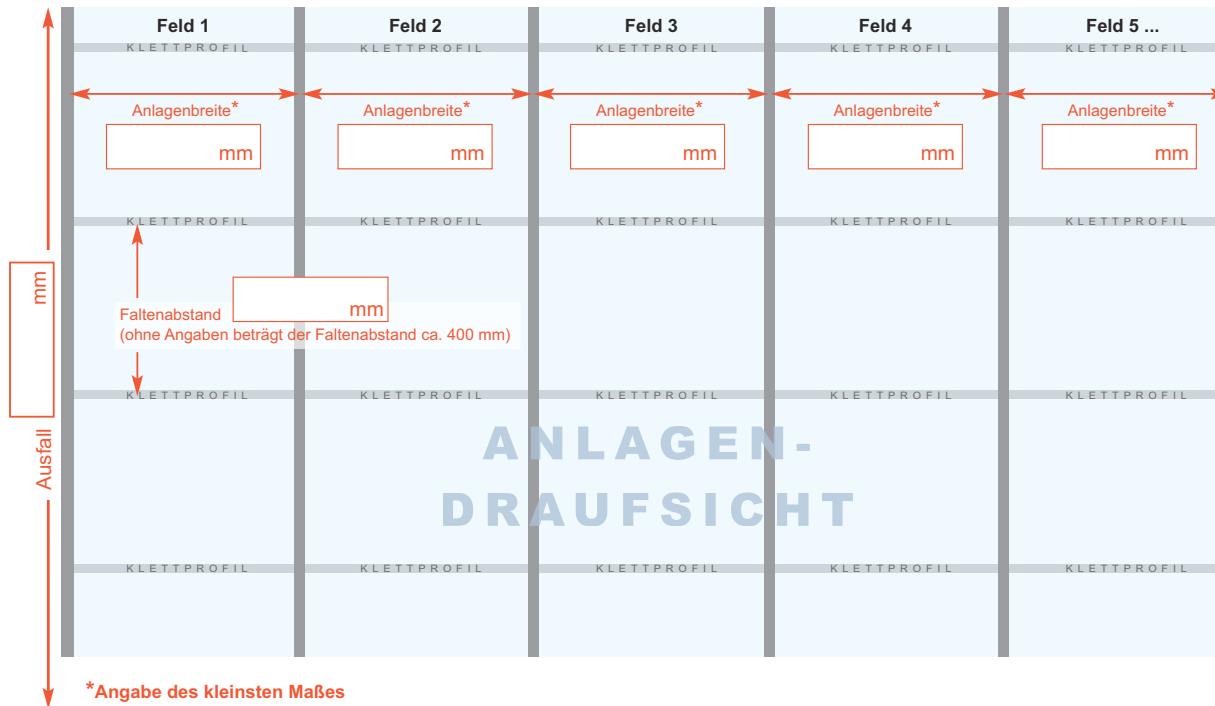 Feld 1
Feld 2
Feld 3
Feld 4
Feld 5 ...
KLETTPROFIL
KLETTPROFIL
KLETTPROFIL
KLETTPROFIL
KLETTPROFIL
Anlagenbreite*
Anlagenbreite*
Anlagenbreite*
Anlagenbreite*
Anlagenbreite*
mm
mm
mm
mm
mm
KLETTPROFIL
KLETTPROFIL
KLETTPROFIL
KLETTPROFIL
KLETTPROFIL
mm
Ausfall
mm
Faltenabstand
(ohne Angaben beträgt der Faltenabstand ca. 400 mm)
KLETTPROFIL
KLETTPROFIL
KLETTPROFIL
KLETTPROFIL
KLETTPROFIL
ANLAGEN-
DRAUFSICHT
KLETTPROFIL
KLETTPROFIL
KLETTPROFIL
KLETTPROFIL
KLETTPROFIL
*Angabe des kleinsten Maßes